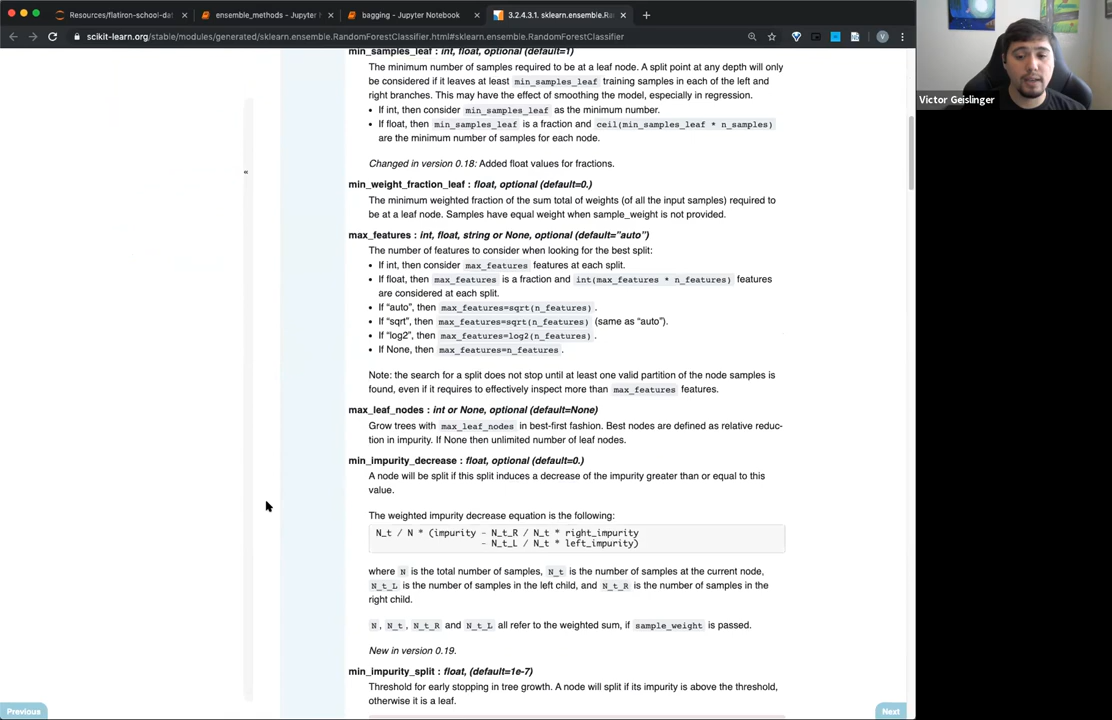 Resources/flatiron-school-dat
ensemble_methods - Jupyter N
bagging - Jupyter Notebook
3.2.4.3.1. sklearn.ensemble.Ra
scikit-learn.org/stable/modules/generated/sklearn.ensemble.RandomForestClassifier.html#sklearn.ensemble.RandomForestClassifier
V
Victor Geislinger
«
min_samples_leaf : int, float, optional (default=1)
The minimum number of samples required to be at a leaf node. A split point at any depth will only
be considered if it leaves at least min_samples_leaf training samples in each of the left and
right branches. This may have the effect of smoothing the model, especially in regression.
• If int, then consider min_samples_leaf as the minimum number.
• If float, then min_samples_leaf is a fraction and ceil(min_samples_leaf * n_samples)
are the minimum number of samples for each node.
Changed in version 0.18: Added float values for fractions.
min_weight_fraction_leaf : float, optional (default=0.)
The minimum weighted fraction of the sum total of weights (of all the input samples) required to
be at a leaf node. Samples have equal weight when sample_weight is not provided.
max_features : int, float, string or None, optional (default="auto")
The number of features to consider when looking for the best split:
• If int, then consider max_features features at each split.
• If float, then max_features is a fraction and int(max_features * n_features) features
are considered at each split.
• If "auto", then max_features=sqrt(n_features).
• If "sqrt", then max_features=sqrt(n_features) (same as "auto").
• If "log2", then max_features=log2(n_features).
• If None, then max_features=n_features.
Note: the search for a split does not stop until at least one valid partition of the node samples is
found, even if it requires to effectively inspect more than max_features features.
max_leaf_nodes : int or None, optional (default=None)
Grow trees with max_leaf_nodes in best-first fashion. Best nodes are defined as relative reduc-
tion in impurity. If None then unlimited number of leaf nodes.
min_impurity_decrease : float, optional (default=0.)
A node will be split if this split induces a decrease of the impurity greater than or equal to this
value.
The weighted impurity decrease equation is the following:
N_t / N * (impurity - N_t_R / N_t * right_impurity
- N_t_L / N_t * left_impurity)
where N is the total number of samples, N_t is the number of samples at the current node,
N_t_L is the number of samples in the left child, and N_t_R is the number of samples in the
right child.
N, N_t, N_t_R and N_t_L all refer to the weighted sum, if sample_weight is passed.
New in version 0.19.
min_impurity_split : float, (default=1e-7)
Threshold for early stopping in tree growth. A node will split if its impurity is above the threshold,
otherwise it is a leaf.
Previous
Next